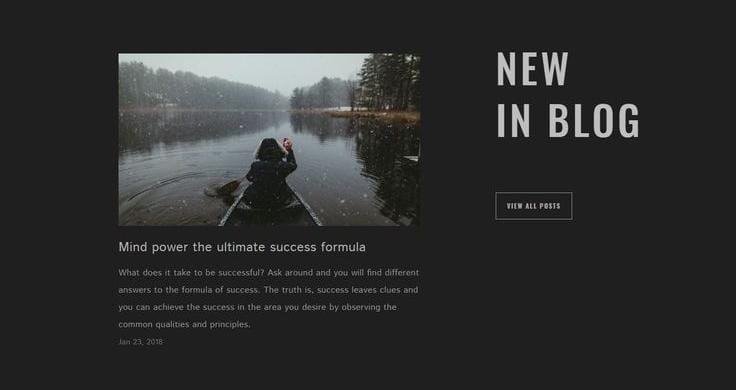 NEW
IN BLOG
VIEW ALL POSTS
Mind power the ultimate success formula
What does it take to be successful? Ask around and you will find different
answers to the formula of success. The truth is, success leaves clues and
you can achieve the success in the area you desire by observing the
common qualities and principles.
Jan 23, 2018